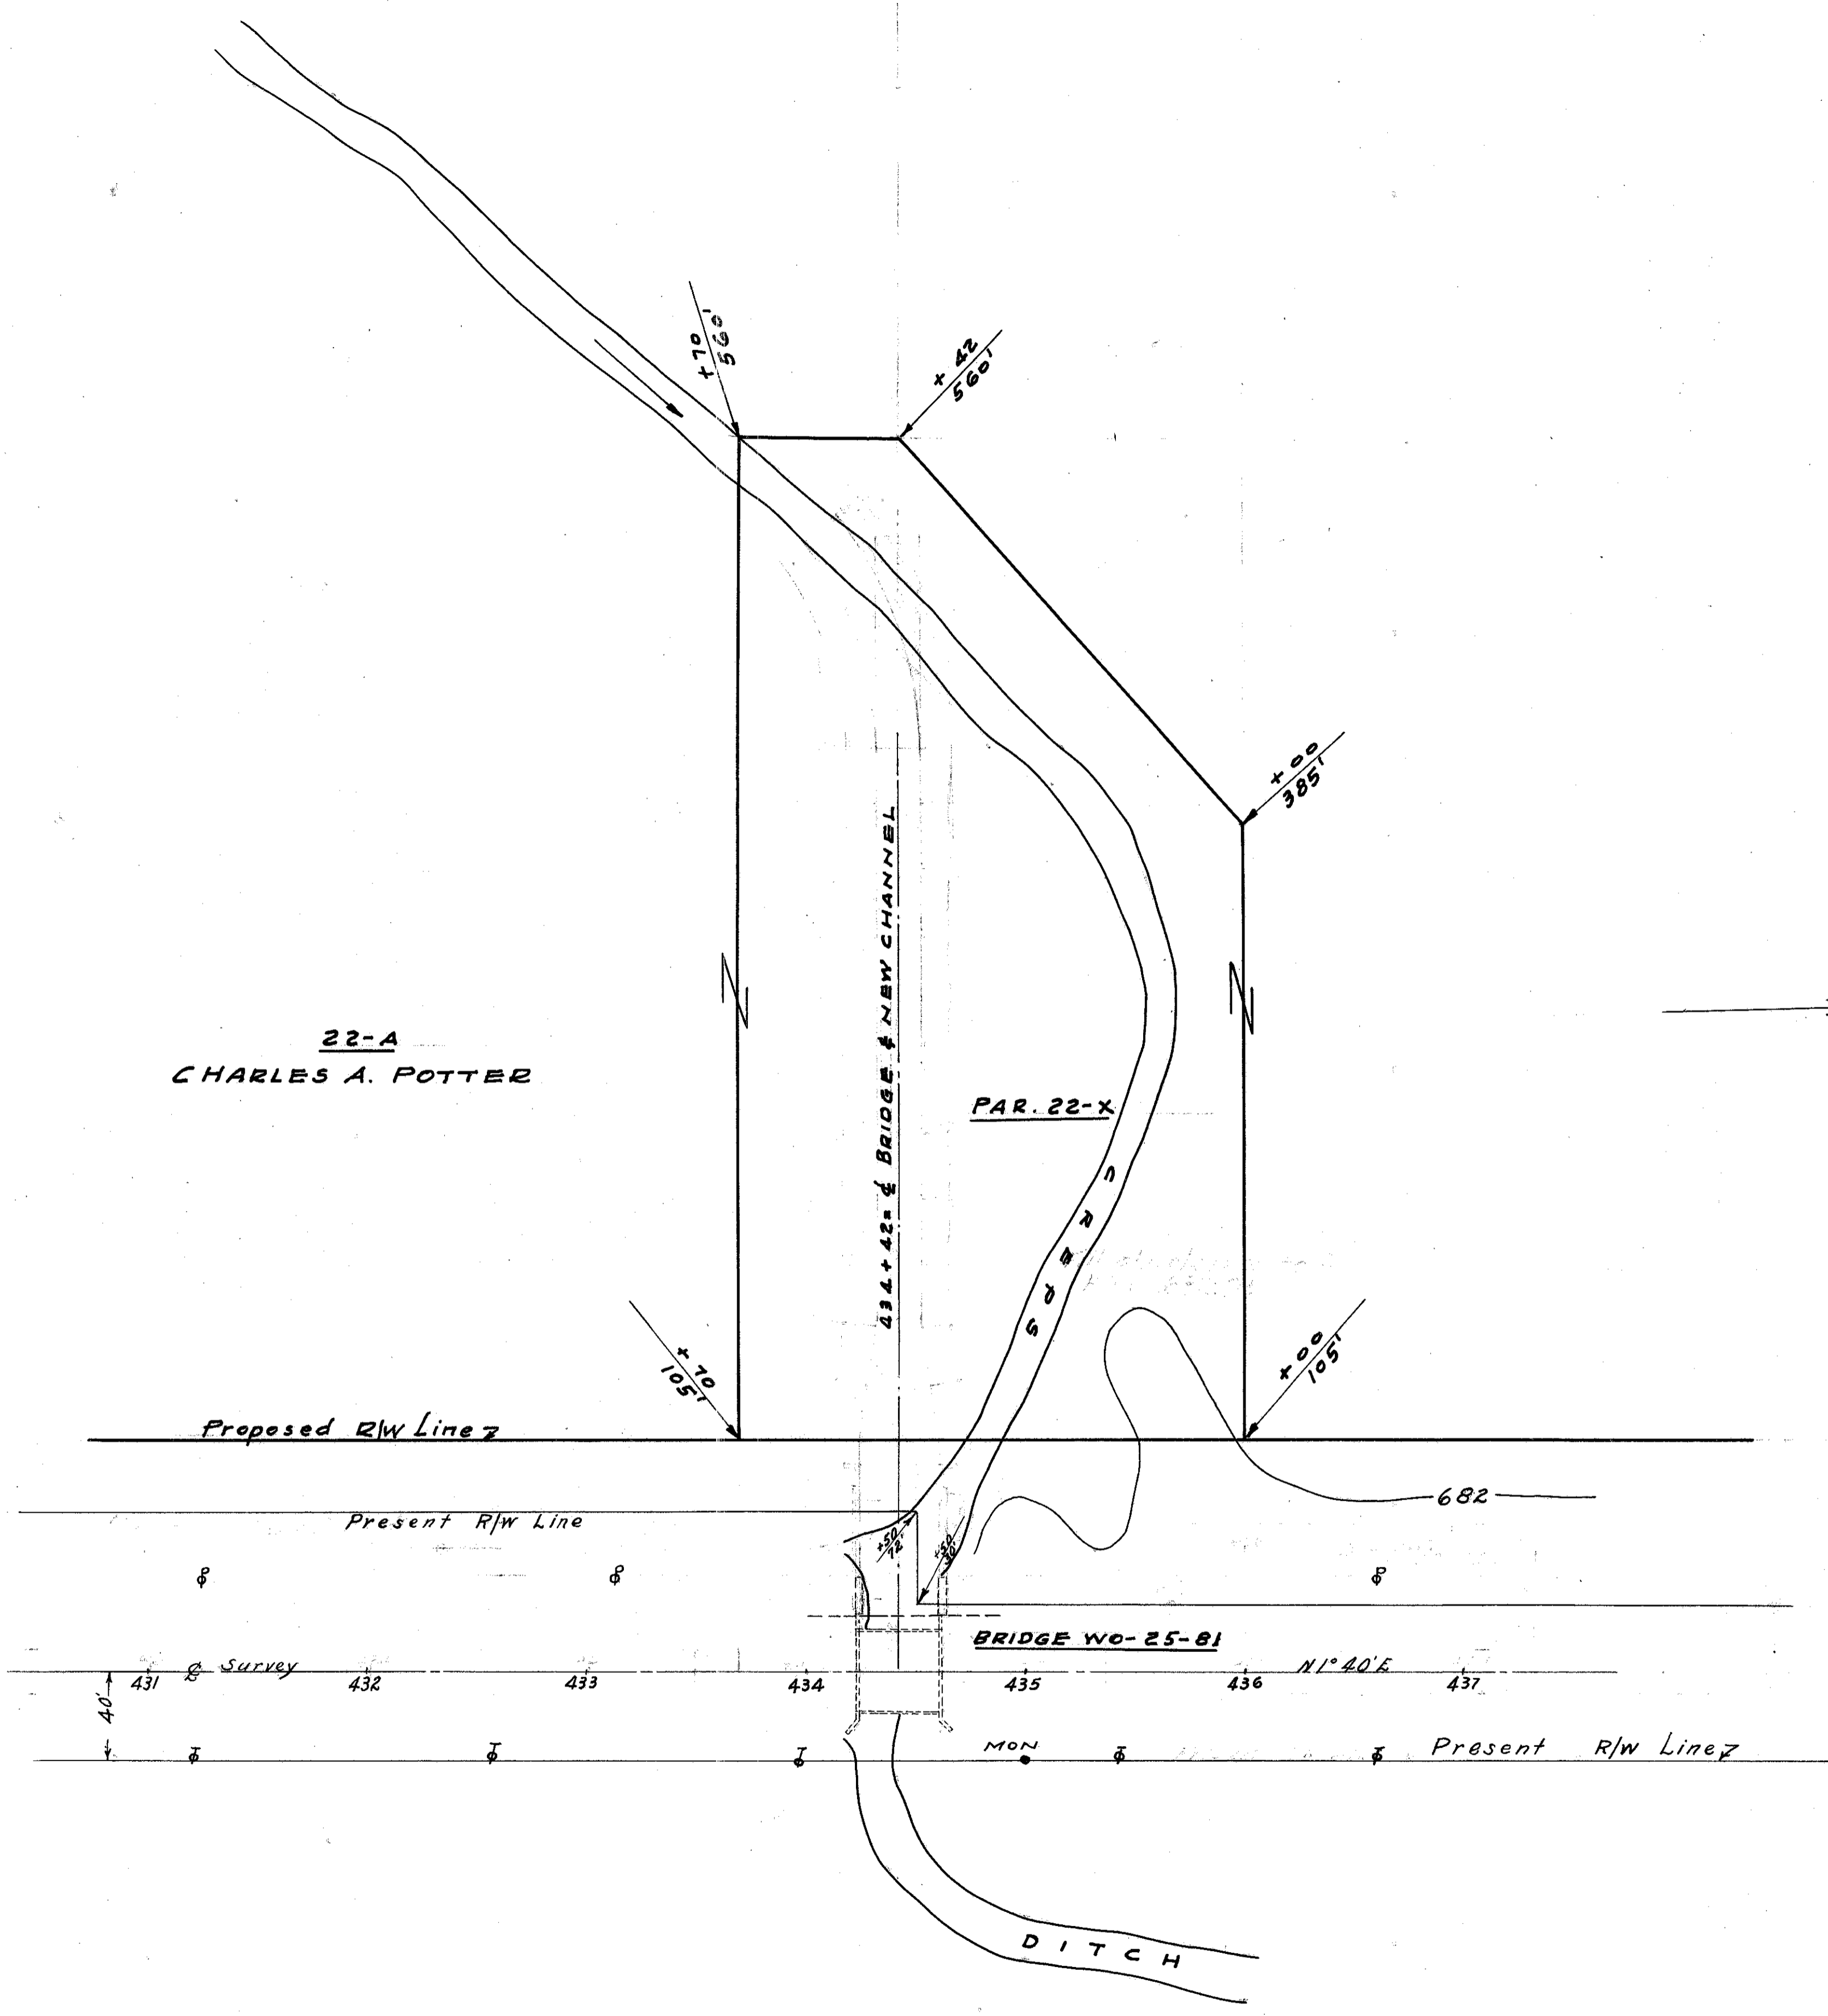 +70
560'
+ 42
560'
+ 00
385'
434+42= ℄ BRIDGE & NEW CHANNEL
22-A
CHARLES A. POTTER
PAR. 22-X
+ 70
105'
+ 00
105'
Proposed R/W Line
682
Present R/W Line
+50
72'
+50
30'
BRIDGE WO-25-81
℄ Survey
N1°40'E
431 432 433 434 435 436 437
40'
MON
Present R/W Line
DITCH